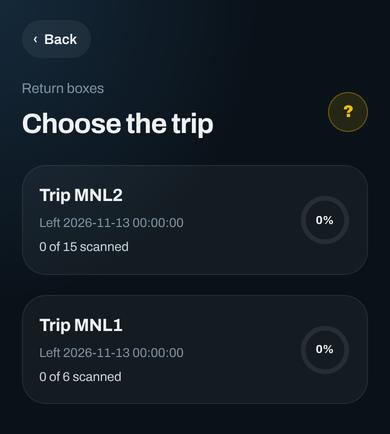 ‹ Back
Return boxes
Choose the trip
?
Trip MNL2
Left 2026-11-13 00:00:00
0 of 15 scanned
0%
Trip MNL1
Left 2026-11-13 00:00:00
0 of 6 scanned
0%